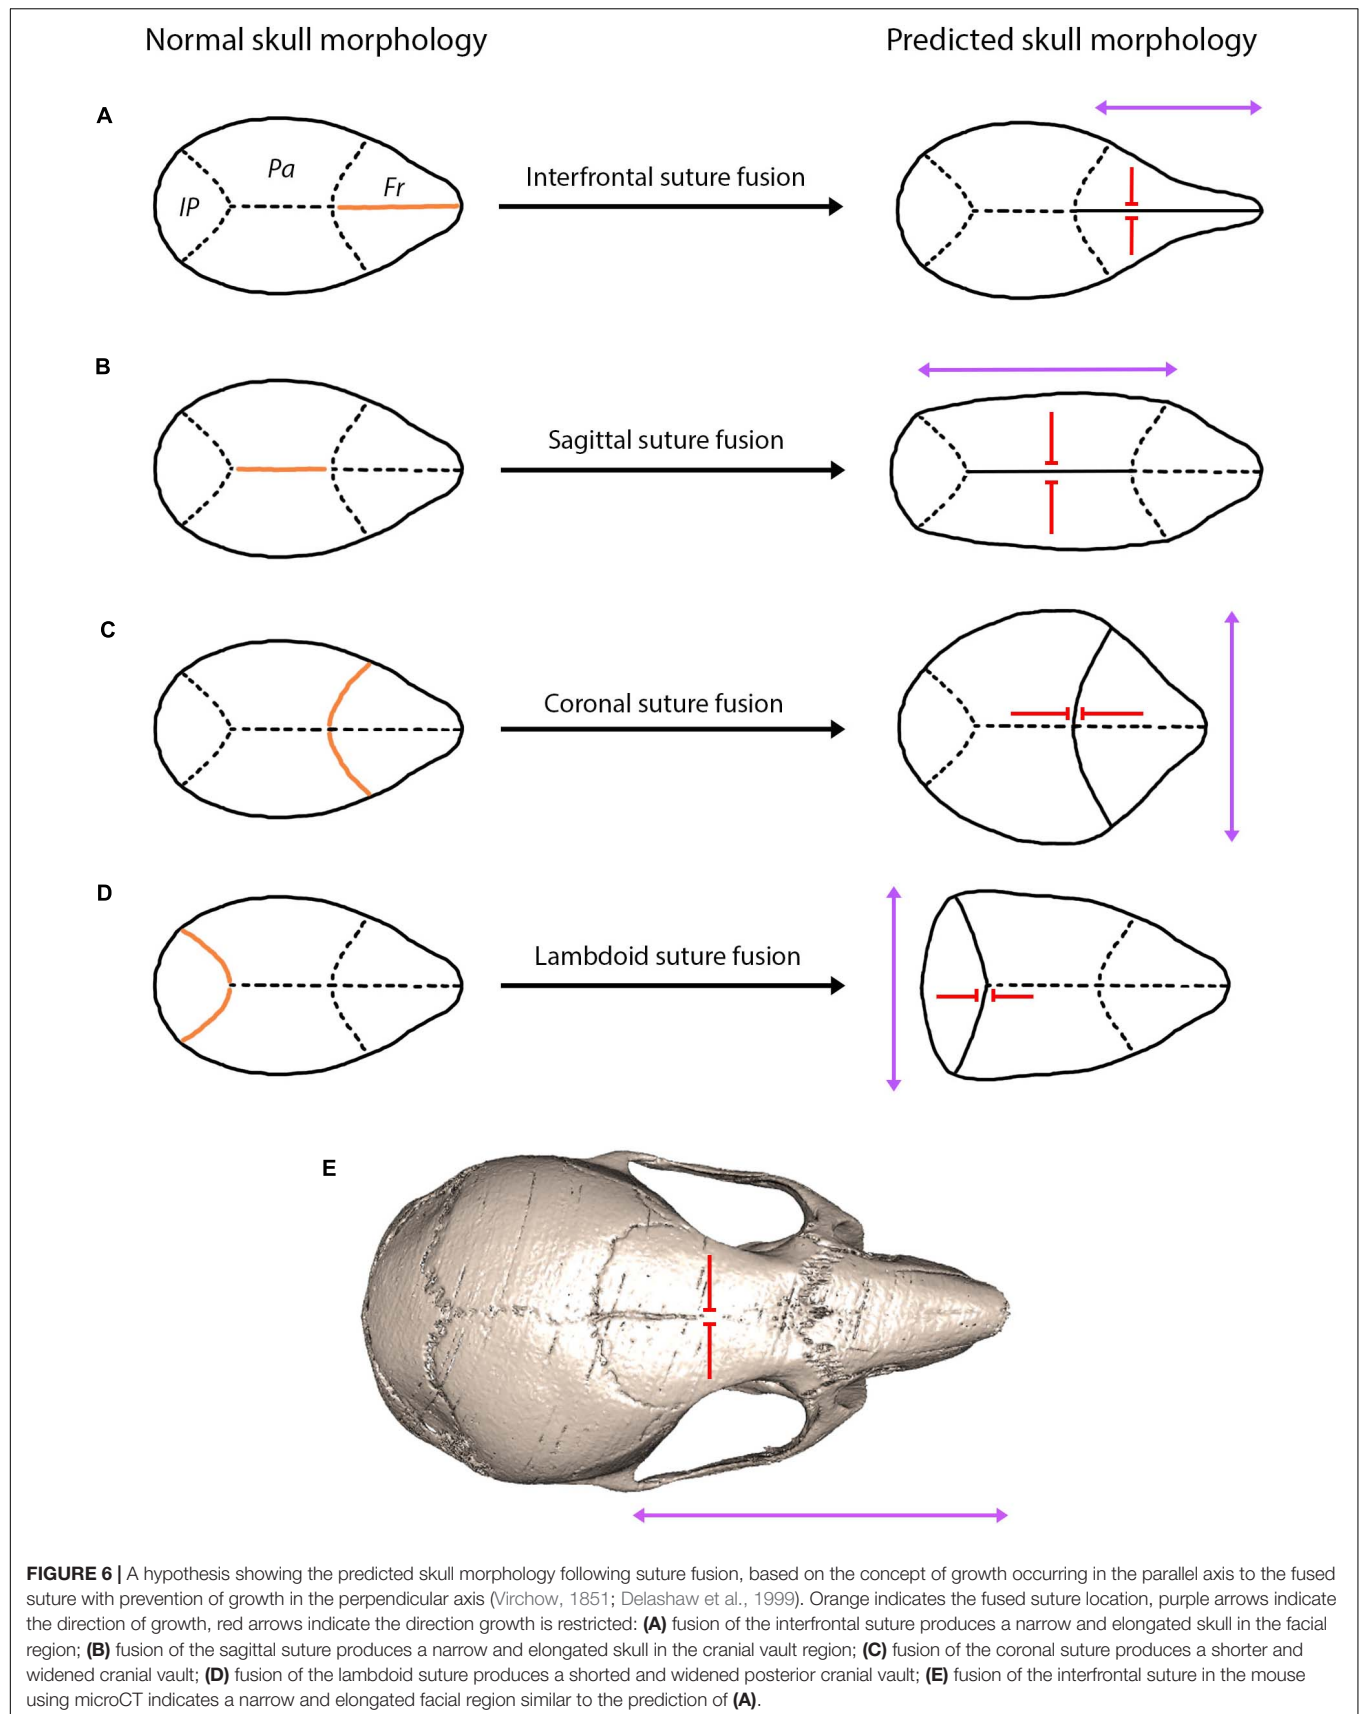 Normal skull morphology
Predicted skull morphology
A
IP
Pa
Fr
Interfrontal suture fusion
B
Sagittal suture fusion
C
Coronal suture fusion
D
Lambdoid suture fusion
E
FIGURE 6 | A hypothesis showing the predicted skull morphology following suture fusion, based on the concept of growth occurring in the parallel axis to the fused
suture with prevention of growth in the perpendicular axis (Virchow, 1851; Delashaw et al., 1999). Orange indicates the fused suture location, purple arrows indicate
the direction of growth, red arrows indicate the direction growth is restricted: (A) fusion of the interfrontal suture produces a narrow and elongated skull in the facial
region; (B) fusion of the sagittal suture produces a narrow and elongated skull in the cranial vault region; (C) fusion of the coronal suture produces a shorter and
widened cranial vault; (D) fusion of the lambdoid suture produces a shorted and widened posterior cranial vault; (E) fusion of the interfrontal suture in the mouse
using microCT indicates a narrow and elongated facial region similar to the prediction of (A).